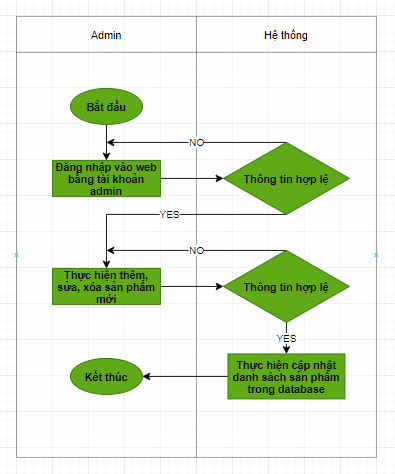 Admin
Hệ thống
Bắt đầu
NO
Đăng nhập vào web
bằng tài khoản
admin
Thông tin hợp lệ
YES
NO
Thực hiện thêm,
sửa, xóa sản phẩm
mới
Thông tin hợp lệ
YES
Thực hiện cập nhật
danh sách sản phẩm
trong database
Kết thúc